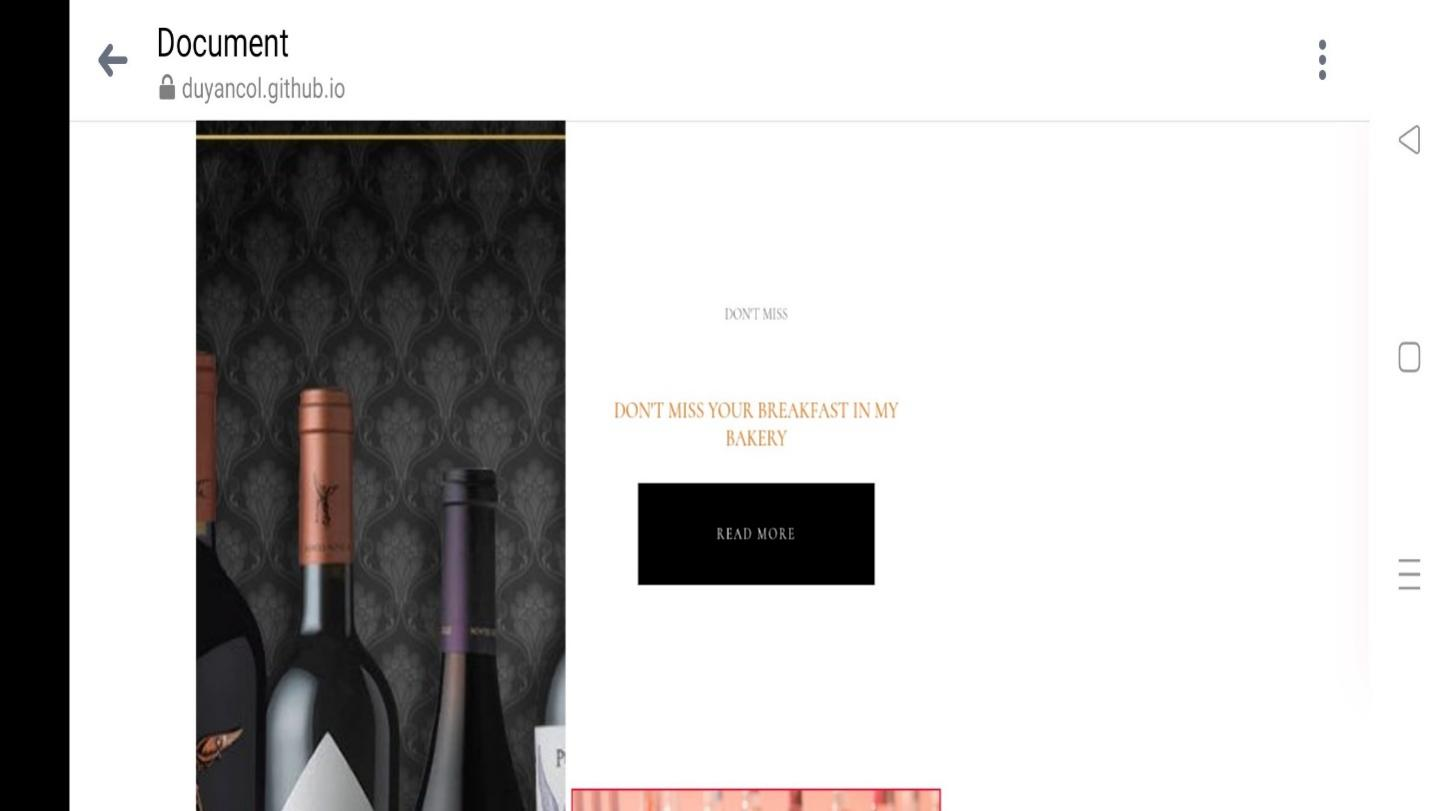 Document
duyancol.github.io
DON'T MISS
DON'T MISS YOUR BREAKFAST IN MY
BAKERY
READ MORE